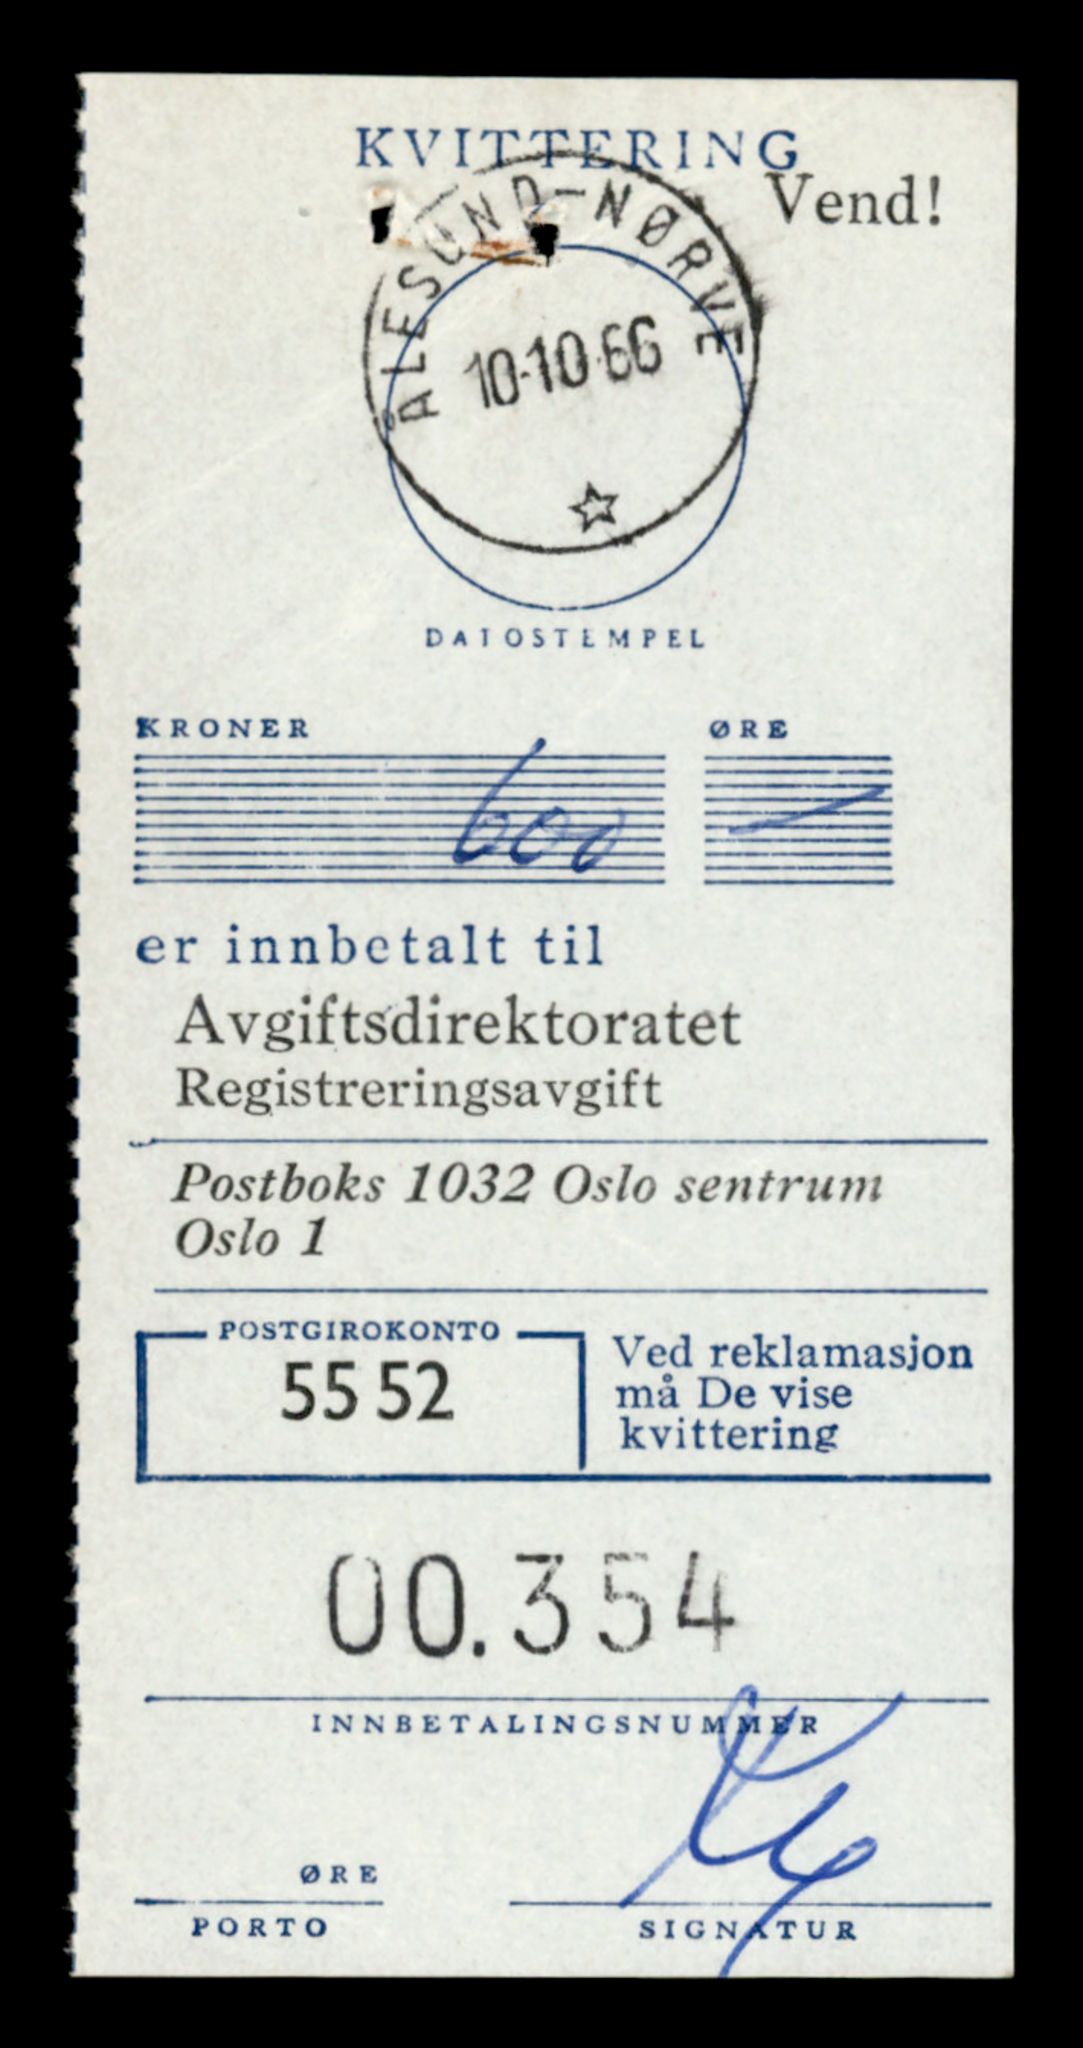 KVITTERING
Vend!
ÅLESUND-NØRVE
10-10-66
DATOSTEMPEL
KRONER ØRE
600 —
er innbetalt til
Avgiftsdirektoratet
Registreringsavgift
Postboks 1032 Oslo sentrum
Oslo 1
POSTGIROKONTO
55 52
Ved reklamasjon
må De vise
kvittering
00.354
INNBETALINGSNUMMER
ØRE
PORTO
SIGNATUR